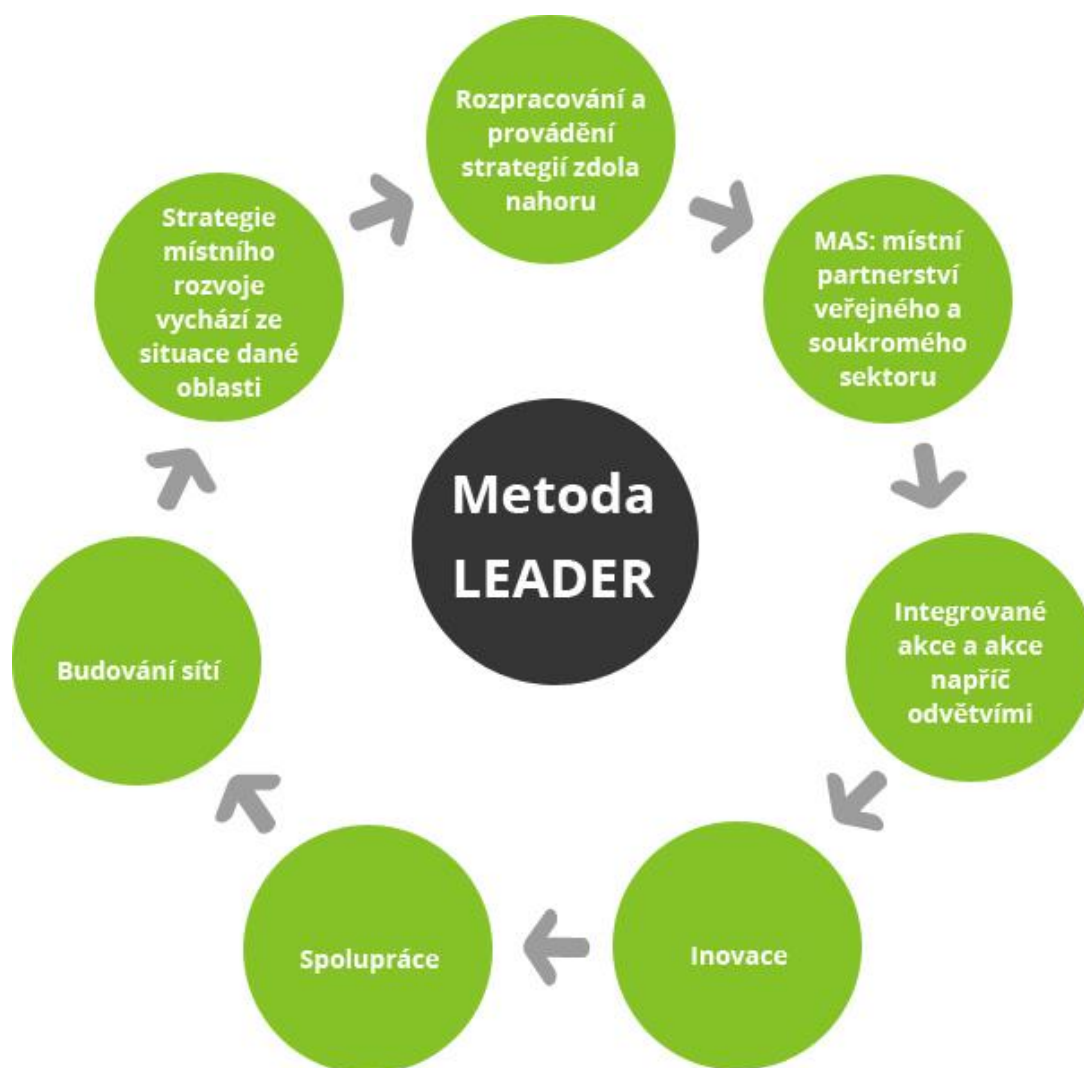 Rozpracování a
provádění
strategií zdola
nahoru
MAS: místní
partnerství
veřejného a
soukromého
sektoru
Integrované
akce a akce
napříč
odvětvími
Inovace
Spolupráce
Budování sítí
Strategie
místního
rozvoje
vychází ze
situace dané
oblasti
Metoda
LEADER